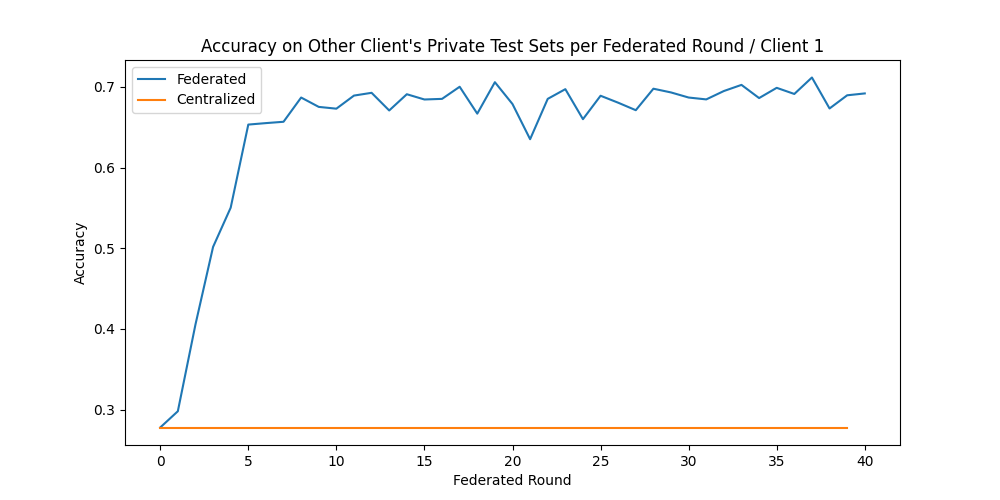 Accuracy on Other Client's Private Test Sets per Federated Round / Client 1
Federated
Centralized
0.7
0.6
0.5
0.4
0.3
Accuracy
0 5 10 15 20 25 30 35 40
Federated Round